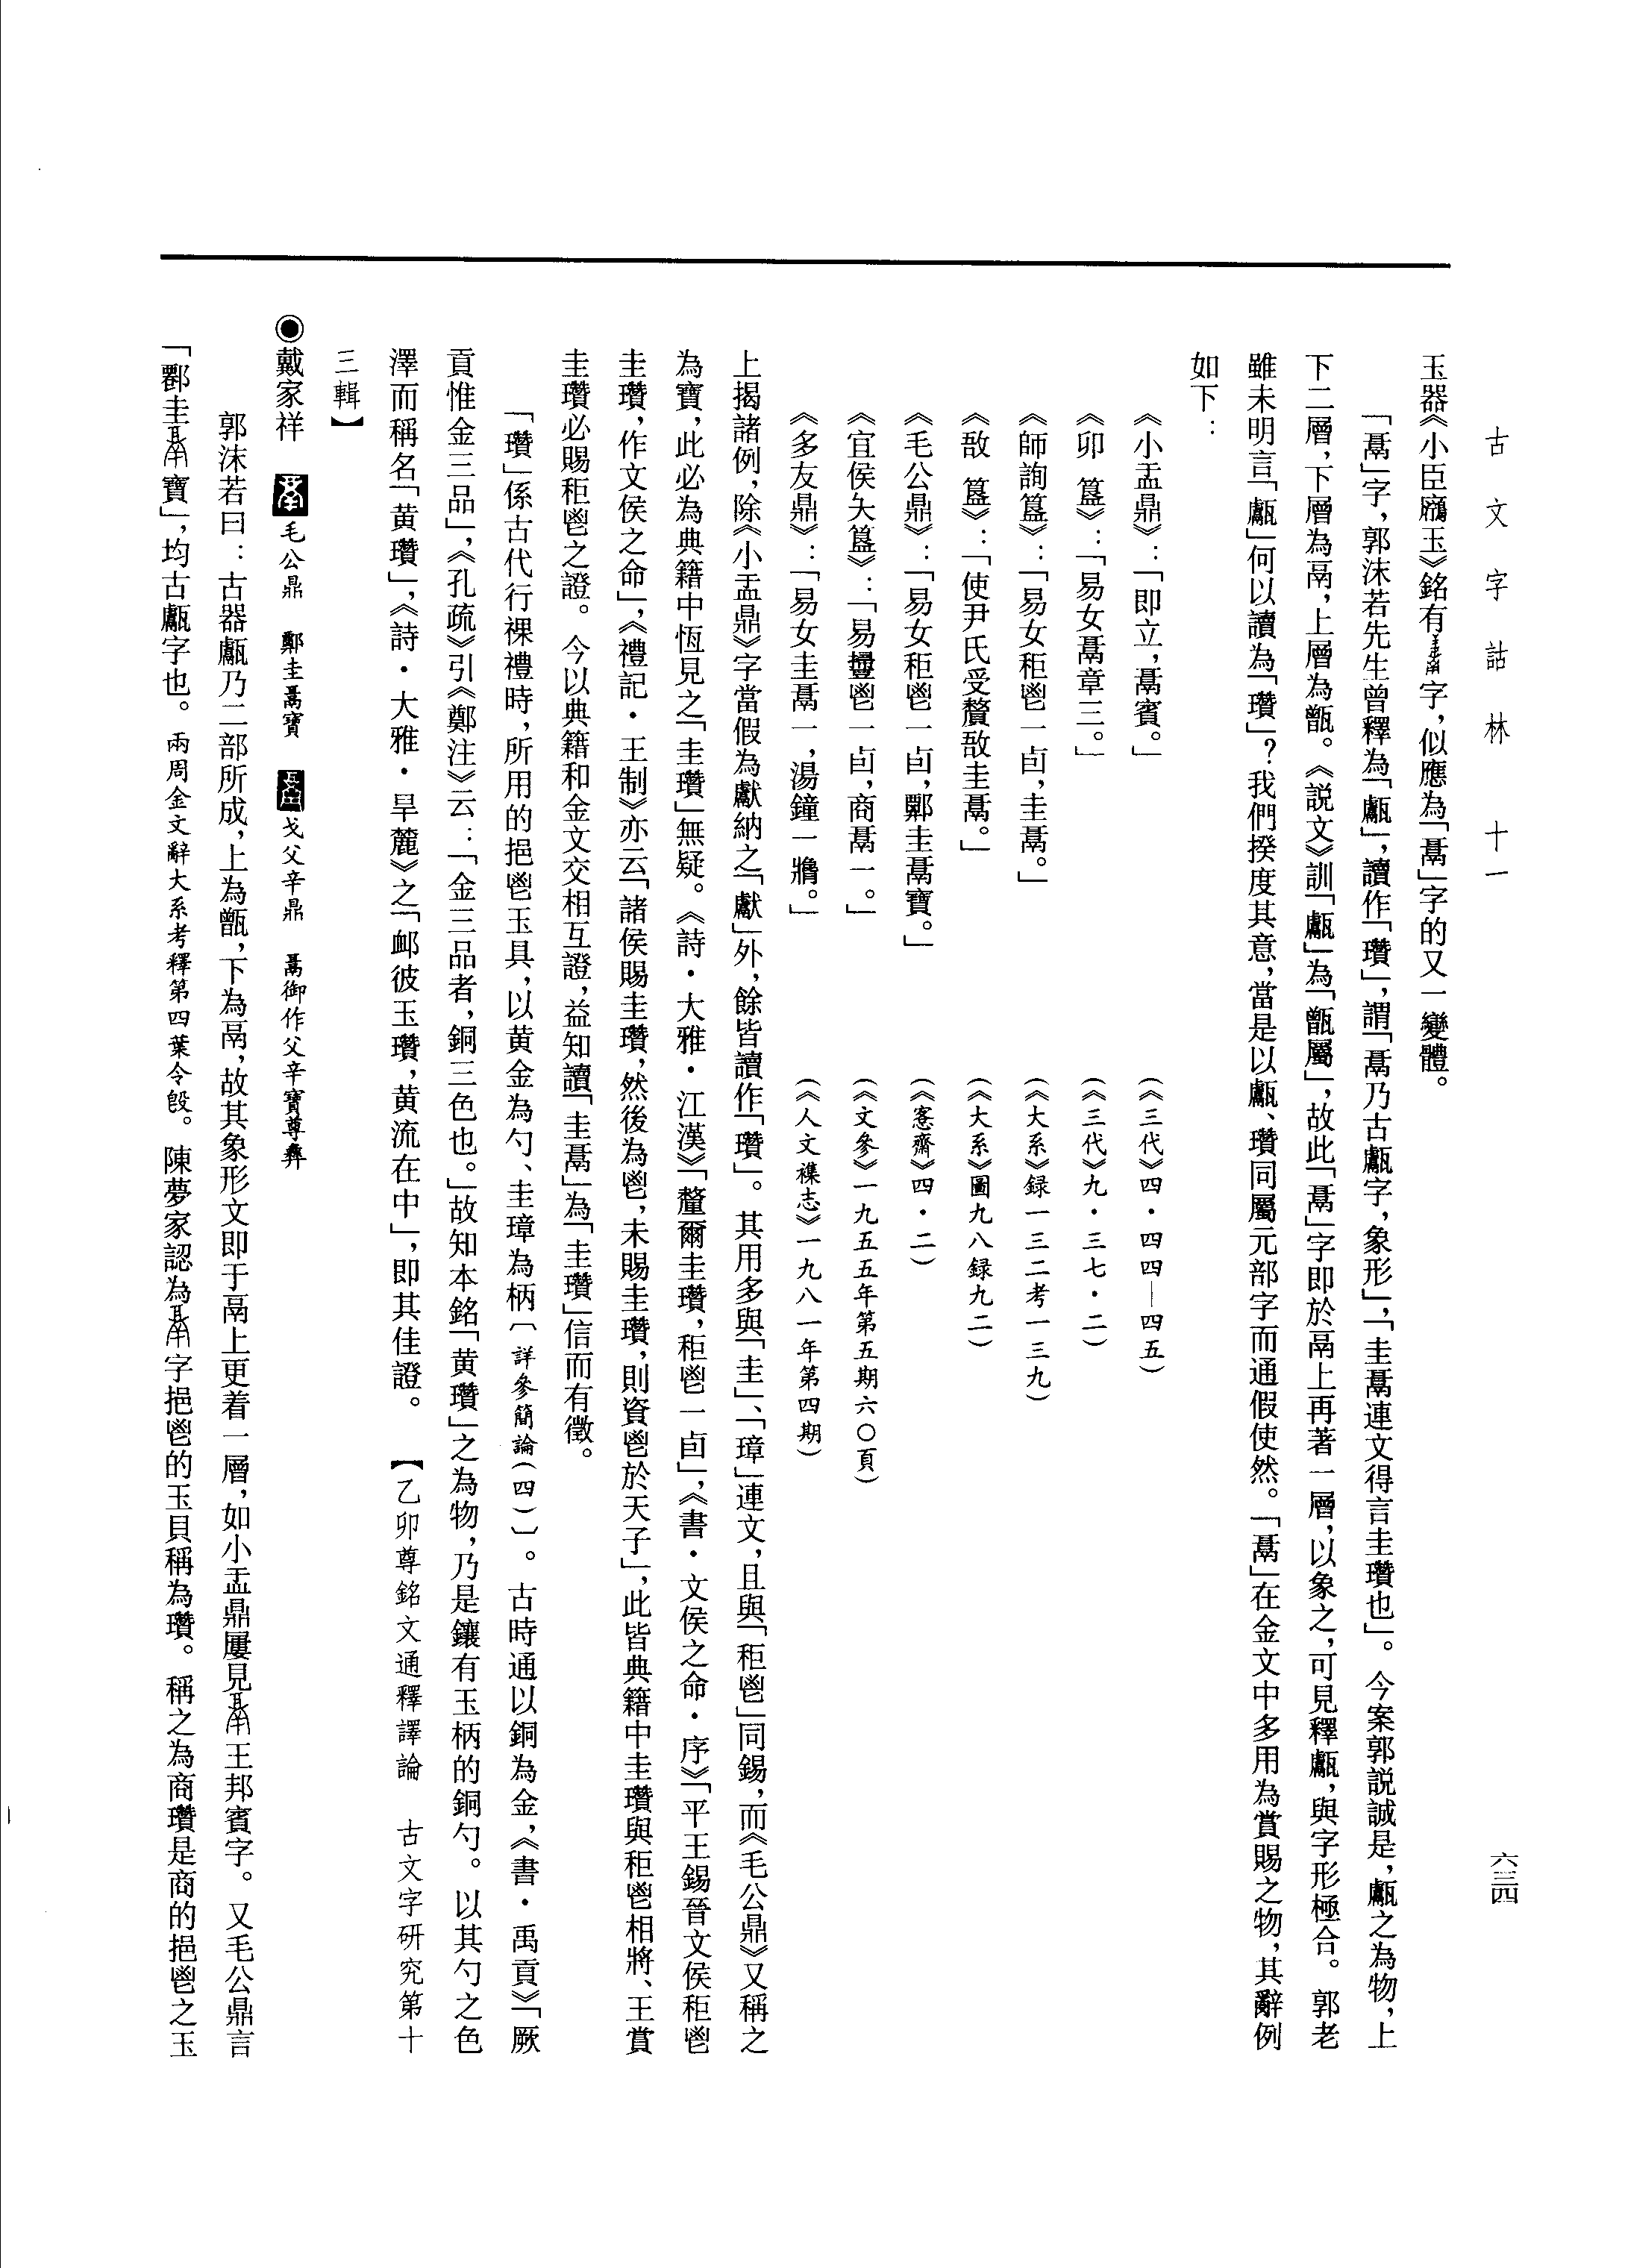 古文字詁林　十一
六三四
玉器《小臣玉》銘有字，似應為「鬲」字的又一變體。
「」字，郭沫若先生曾釋為「甗」，讀作「瓚」，謂「乃古甗字，象形」，「圭連文得言圭瓚也」。今案郭説誠是，甗之為物，上
下二層，下層為鬲，上層為甑。《説文》訓「甗」為「甑屬」，故此「」字即於鬲上再著一層，以象之，可見釋甗，與字形極合。郭老
雖未明言「甗」何以讀為「瓚」？我們揆度其意，當是以甗、瓚同屬元部字而通假使然。「」在金文中多用為賞賜之物，其辭例
如下：
《小盂鼎》：「即立，賓。」　（《三代》四・四四—四五）
《卯　簋》：「易女章三。」　（《三代》九・三七・二）
《師詢簋》：「易女秬鬯一卣，圭。」　（《大系》録一三二考一三九）
《敔　簋》：「使尹氏受贊敔圭。」　（《大系》圖九八録九二）
《毛公鼎》：「易女秬鬯一卣，圭寶。」　（《愙齋》四・二）
《宜侯夨簋》：「易鬯一卣，商一。」　（《文參》一九五五年第五期六〇頁）
《多友鼎》：「易女圭一，湯鐘一。」　（《人文襍志》一九八一年第四期）
上揭諸例，除《小盂鼎》字當假為獻納之「獻」外，餘皆讀作「瓚」。其用多與「圭」、「璋」連文，且與「秬鬯」同錫，而《毛公鼎》又稱之
為寶，此必為典籍中恆見之「圭瓚」無疑。《詩・大雅・江漢》「釐爾圭瓚，秬鬯一卣」，《書・文侯之命・序》「平王錫晉文侯秬鬯
圭瓚，作文侯之命」，《禮記・王制》亦云「諸侯賜圭瓚，然後為鬯，未賜圭瓚，則資鬯於天子」，此皆典籍中圭瓚與秬鬯相將、王賞
圭瓚必賜秬鬯之證。今以典籍和金文交相互證，益知讀「圭」為「圭瓚」信而有徵。
「瓚」係古代行祼禮時，所用的挹鬯玉具，以黃金為勺、圭璋為柄〔詳參簡論（四）〕。古時通以銅為金，《書・禹貢》「厥
貢惟金三品」，《孔疏》引《鄭注》云：「金三品者，銅三色也。」故知本銘「黃瓚」之為物，乃是鑲有玉柄的銅勺。以其勺之色
澤而稱名「黃瓚」，《詩・大雅・旱麓》之「卹彼玉瓚，黃流在中」，即其佳證。　【乙卯尊銘文通釋譯論　古文字研究第十
三輯】
◉戴家祥　毛公鼎　圭寶　戈父辛鼎　御作父辛寶尊彝
郭沫若曰：古器甗乃二部所成，上為甑，下為鬲，故其象形文即于鬲上更着一層，如小盂鼎屢見王邦賓字。又毛公鼎言
「圭寶」，均古甗字也。兩周金文辭大系考釋第四葉令𣪘。陳夢家認為字挹鬯的玉貝稱為瓚。稱之為商瓚是商的挹鬯之玉